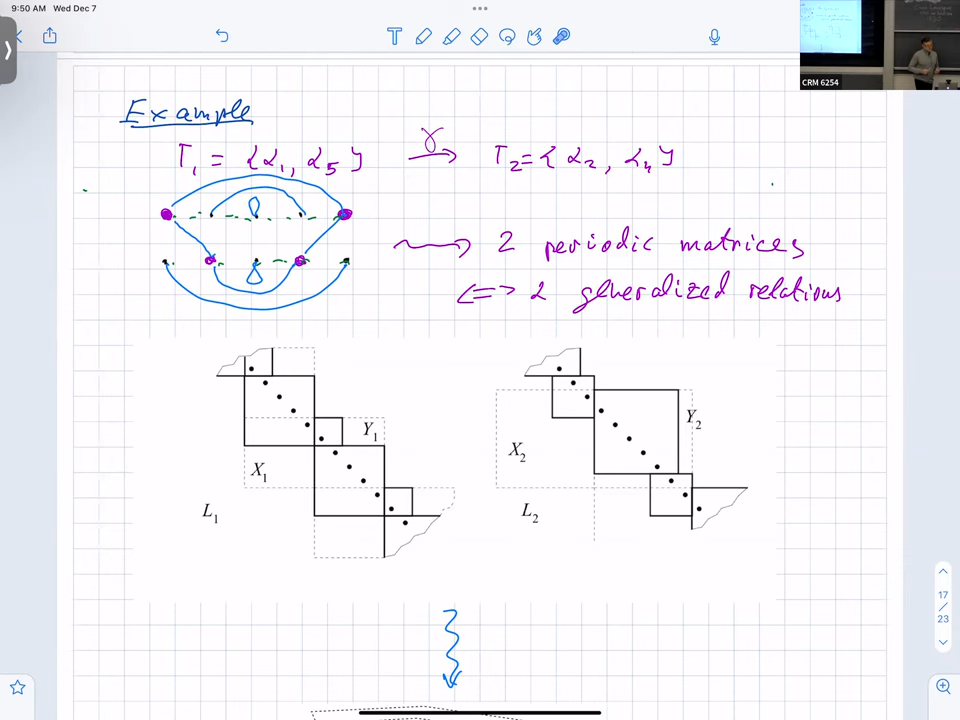 9:50 AM Wed Dec 7
CRM 6254
Example
Γ₁ = {α₁, α₅} —γ→ Γ₂ = {α₂, α₄}
⇝ 2 periodic matrices
<=> 2 generalized relations
Y₁
X₁
L₁
Y₂
X₂
L₂
17
/
23